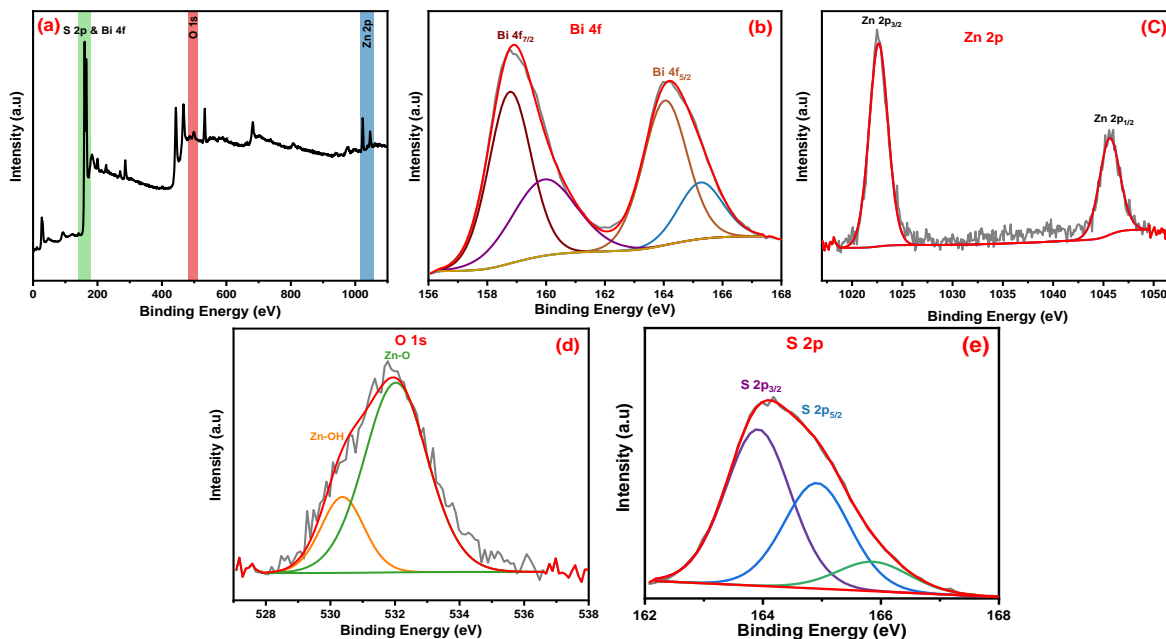 (a)
S 2p & Bi 4f
O 1s
Zn 2p
Intensity (a.u)
0 200 400 600 800 1000
Binding Energy (eV)
(b)
Bi 4f
Bi 4f7/2
Bi 4f5/2
Intensity (a.u)
156 158 160 162 164 166 168
Binding Energy (eV)
(C)
Zn 2p
Zn 2p3/2
Zn 2p1/2
Intensity (a.u)
1020 1025 1030 1035 1040 1045 1050
Binding Energy (eV)
(d)
O 1s
Zn-O
Zn-OH
Intensity (a.u)
528 530 532 534 536 538
Binding Energy (eV)
(e)
S 2p
S 2p3/2
S 2p5/2
Intensity (a.u)
162 164 166 168
Binding Energy (eV)